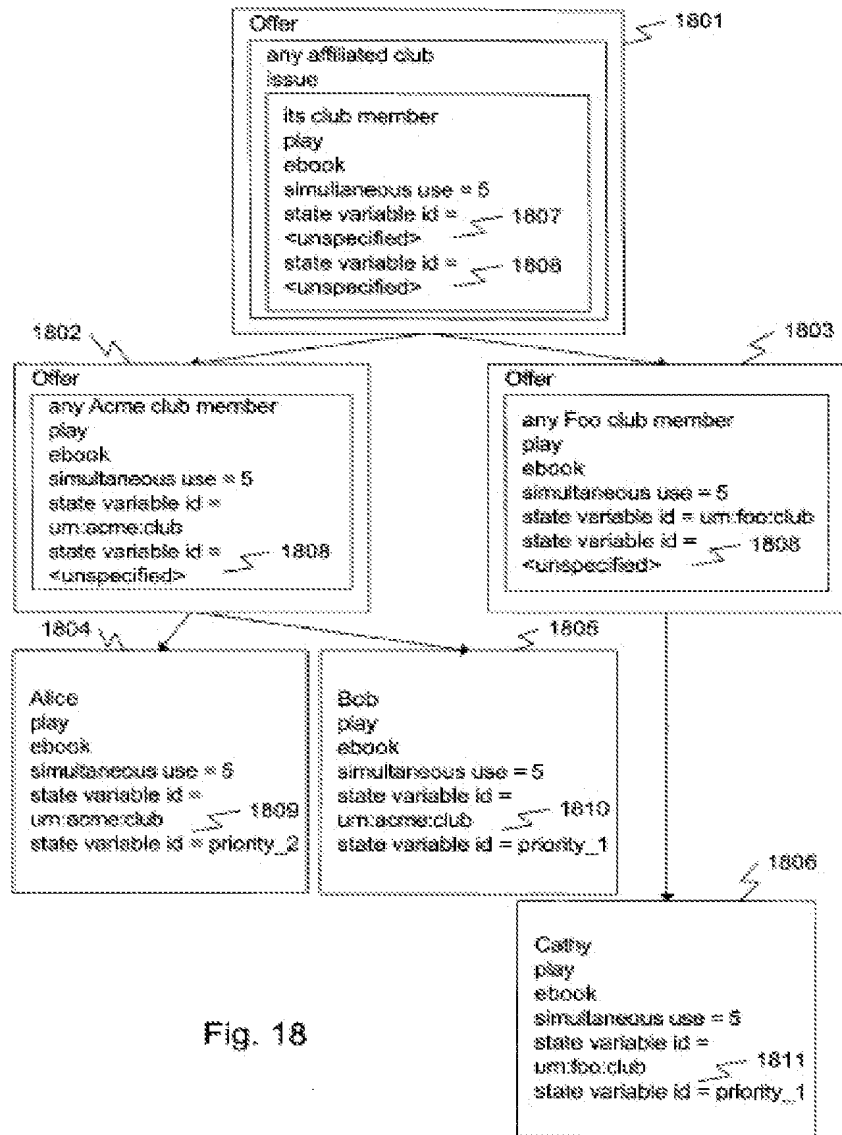 Offer
1801
any affiliated club
issue
its club member
play
ebook
simultaneous use = 5
state variable id =
1807
<unspecified>
state variable id =
1808
<unspecified>
1802
1803
Offer
any Acme club member
play
ebook
simultaneous use = 5
state variable id =
urn:acme:club
state variable id =
1808
<unspecified>
Offer
any Foo club member
play
ebook
simultaneous use = 5
state variable id = urn:foo:club
state variable id =
1808
<unspecified>
1804
1805
Alice
play
ebook
simultaneous use = 5
state variable id =
1809
urn:acme:club
state variable id = priority_2
Bob
play
ebook
simultaneous use = 5
state variable id =
1810
urn:acme:club
state variable id = priority_1
1806
Cathy
play
ebook
simultaneous use = 5
state variable id =
urn:foo:club
1811
state variable id = priority_1
Fig. 18